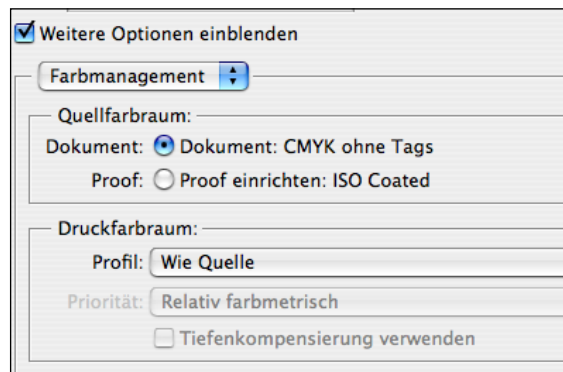 Weitere Optionen einblenden
Farbmanagement
Quellfarbraum:
Dokument: Dokument: CMYK ohne Tags
Proof: Proof einrichten: ISO Coated
Druckfarbraum:
Profil: Wie Quelle
Priorität: Relativ farbmetrisch
Tiefenkompensierung verwenden